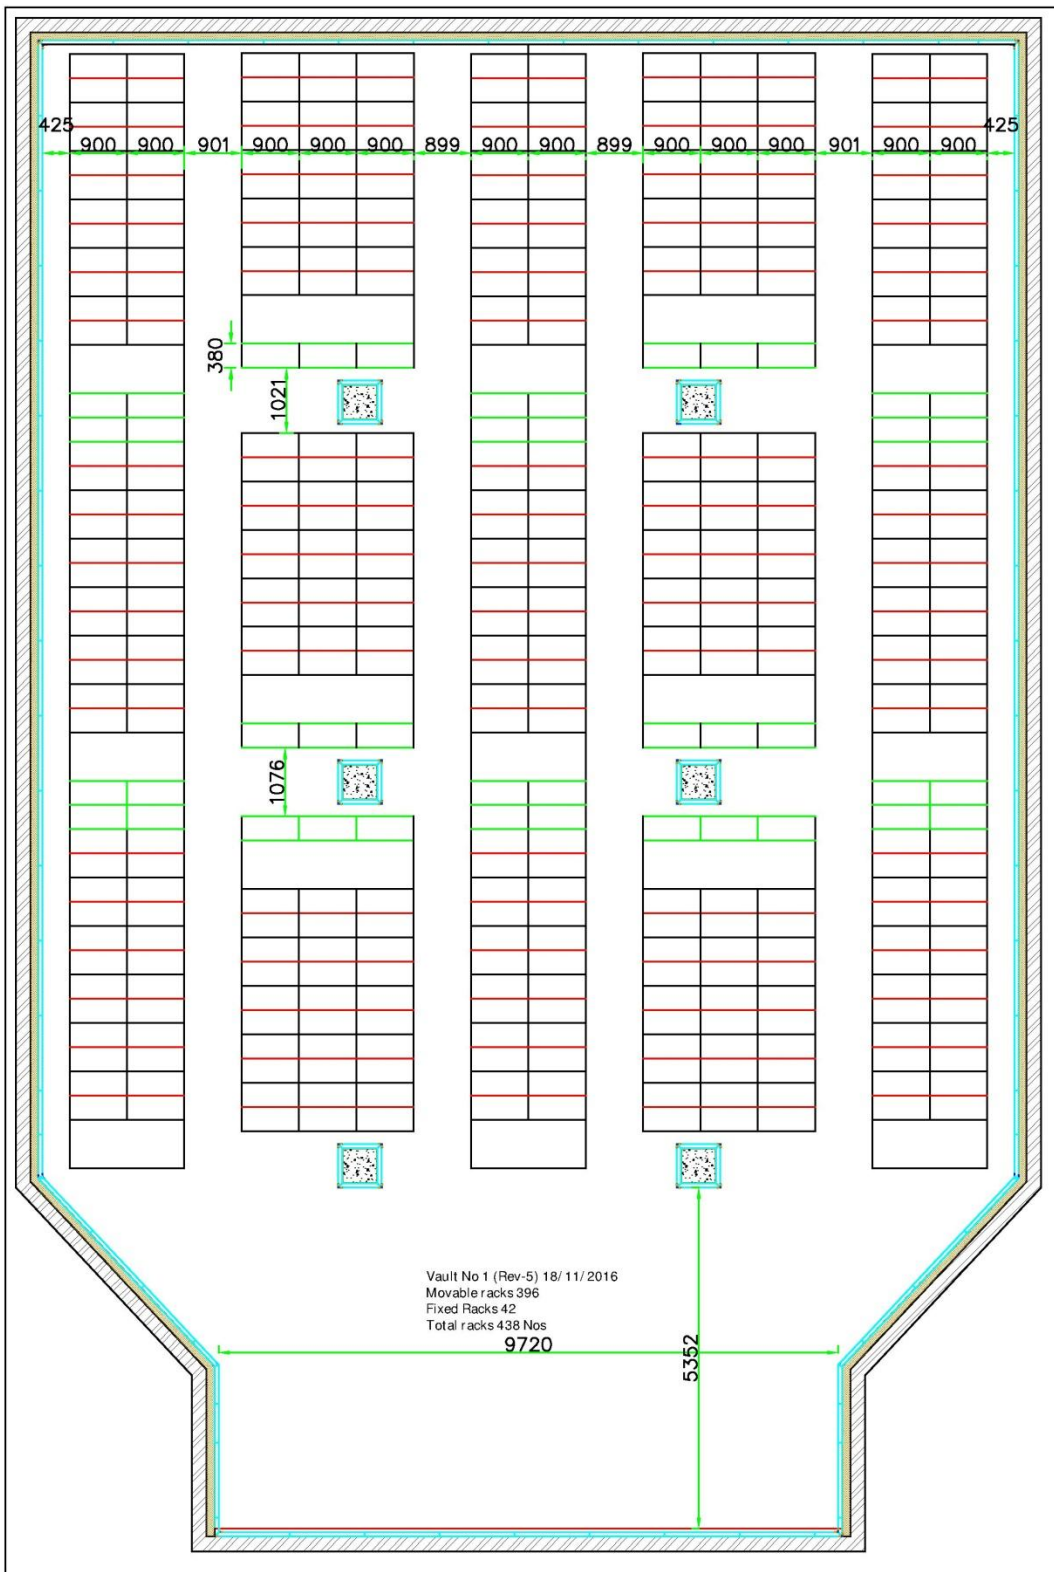 425 425
900 900 901 900 900 900 899 900 900 899 900 900 900 901 900 900
380
1021
1076
Vault No 1 (Rev-5) 18/11/2016
Movable racks 396
Fixed Racks 42
Total racks 438 Nos
9720
5352